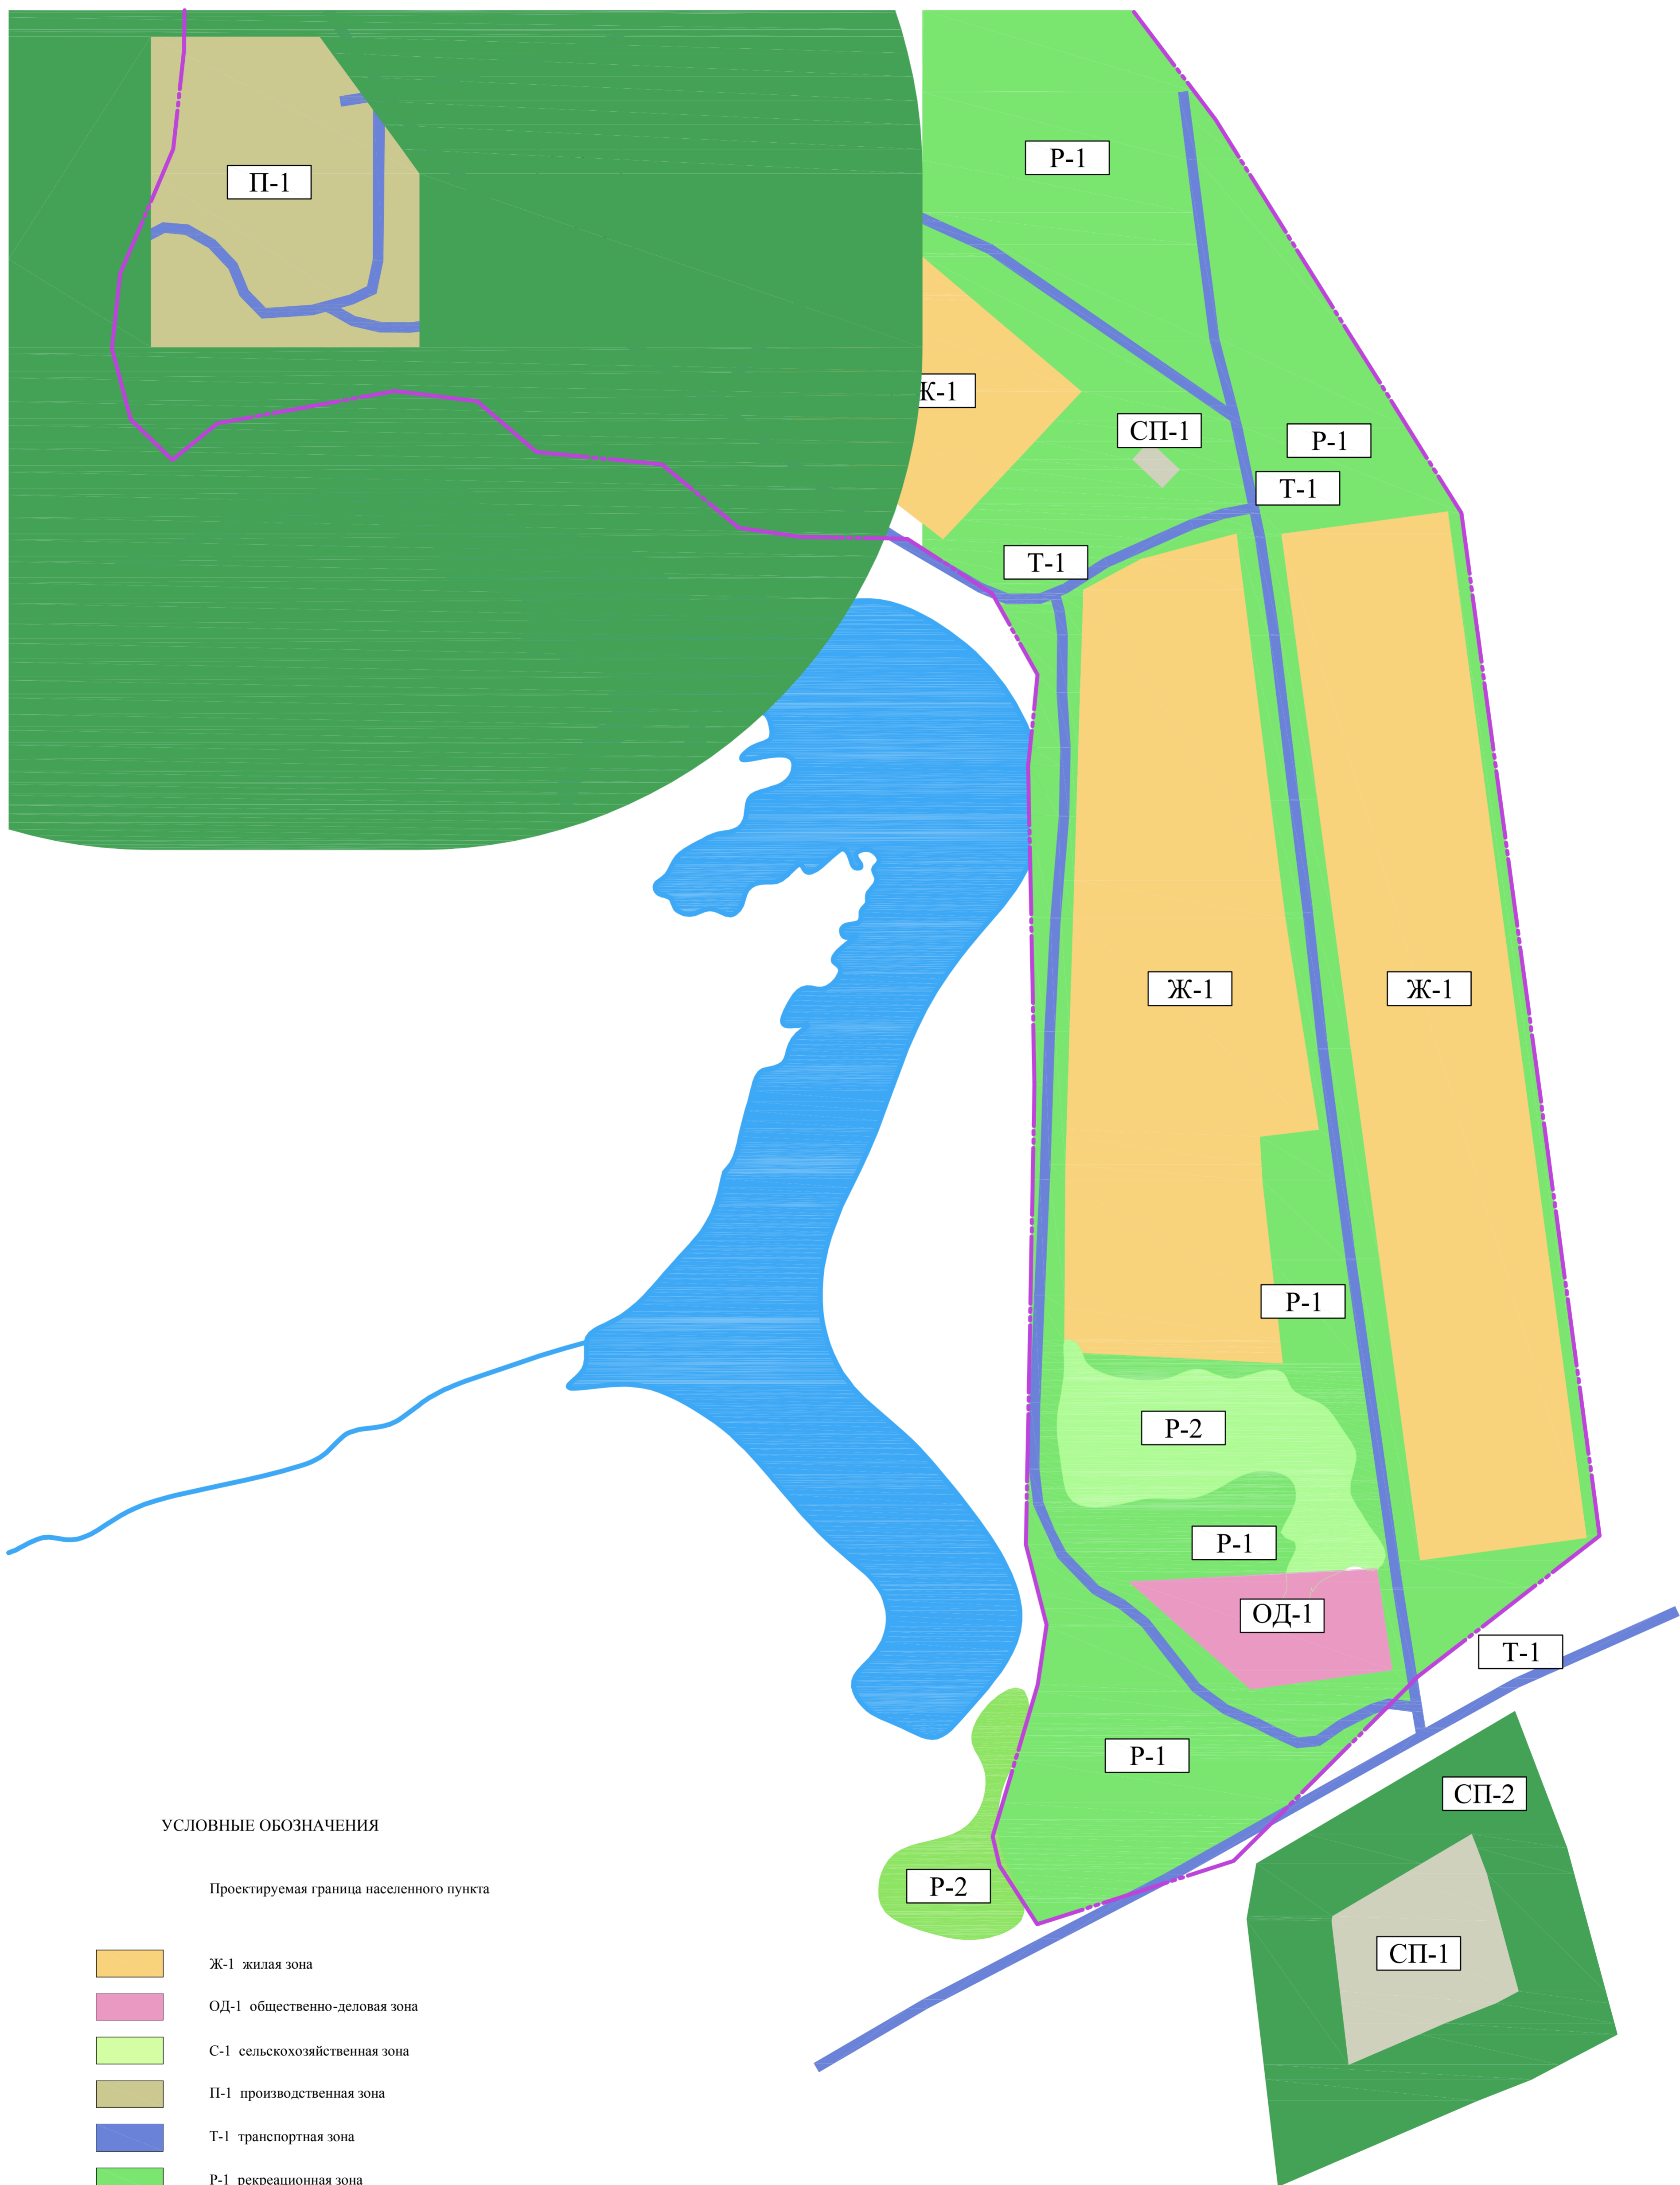 Р-1
П-1
Ж-1
СП-1
Р-1
Т-1
Т-1
Ж-1
Ж-1
Р-1
Р-2
Р-1
ОД-1
Т-1
Р-1
СП-2
УСЛОВНЫЕ ОБОЗНАЧЕНИЯ
Р-2
Проектируемая граница населенного пункта
СП-1
Ж-1 жилая зона
ОД-1 общественно-деловая зона
С-1 сельскохозяйственная зона
П-1 производственная зона
Т-1 транспортная зона
Р-1 рекреационная зона